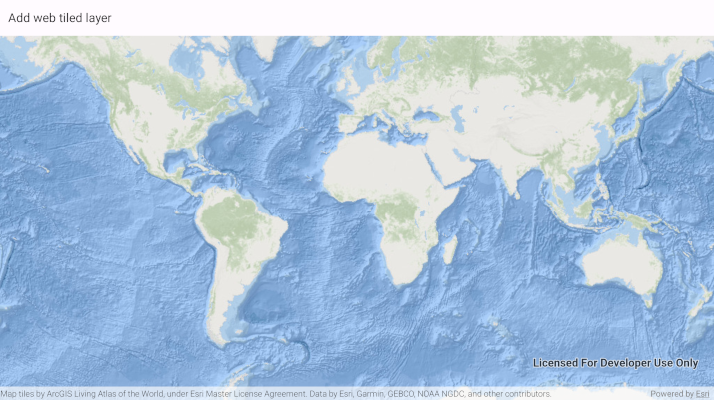 Add web tiled layer
Licensed For Developer Use Only
Map tiles by ArcGIS Living Atlas of the World, under Esri Master License Agreement. Data by Esri, Garmin, GEBCO, NOAA NGDC, and other contributors. Powered by Esri